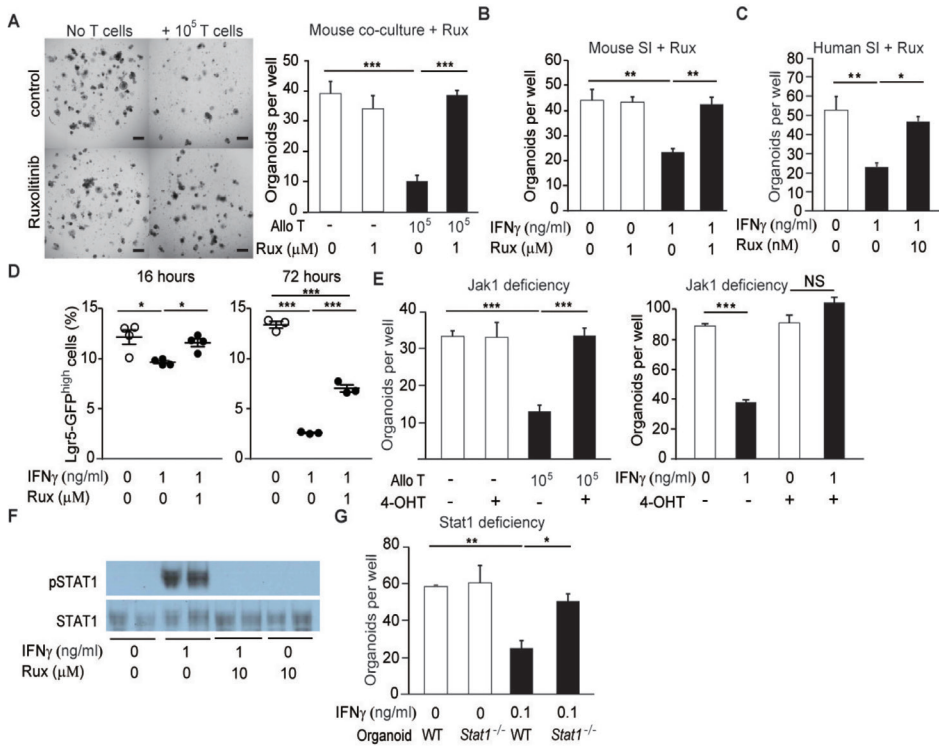 A
No T cells
+ 10⁵ T cells
control
Ruxolitinib
Mouse co-culture + Rux
***
***
Organoids per well
50
40
30
20
10
0
Allo T - - 10⁵ 10⁵
Rux (μM) 0 1 0 1
B
Mouse SI + Rux
**
**
Organoids per well
60
50
40
30
20
10
0
IFNγ (ng/ml) 0 0 1 1
Rux (μM) 0 1 0 1
C
Human SI + Rux
**
*
Organoids per well
60
50
40
30
20
10
0
IFNγ (ng/ml) 0 1 1
Rux (nM) 0 0 10
D
16 hours
*
*
Lgr5-GFPhigh cells (%)
15
10
5
0
IFNγ (ng/ml) 0 1 1
Rux (μM) 0 0 1
72 hours
***
***
***
15
10
5
0
0 1 1
0 0 1
E
Jak1 deficiency
***
***
Organoids per well
40
30
20
10
0
Allo T - - 10⁵ 10⁵
4-OHT - + - +
Jak1 deficiency
NS
***
Organoids per well
100
80
60
40
20
0
IFNγ (ng/ml) 0 1 0 1
4-OHT - - + +
F
pSTAT1
STAT1
IFNγ (ng/ml) 0 1 1 0
Rux (μM) 0 0 10 10
G
Stat1 deficiency
**
*
Organoids per well
80
60
40
20
0
IFNγ (ng/ml) 0 0 0.1 0.1
Organoid WT Stat1⁻/⁻ WT Stat1⁻/⁻